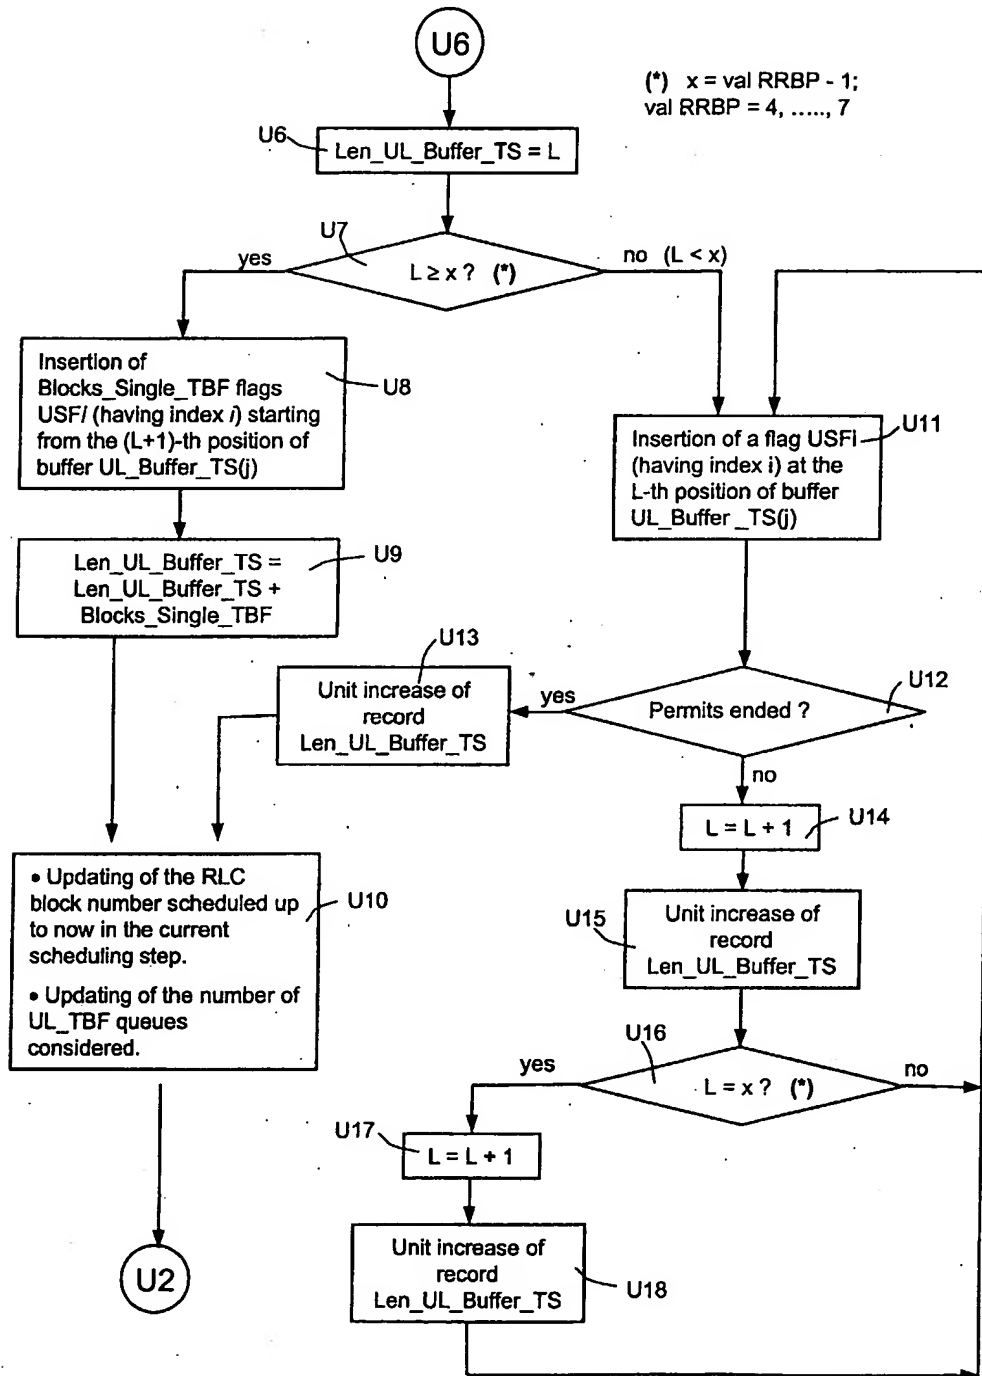 U6
(*) x = val RRBP - 1;
val RRBP = 4, ....., 7
U6
Len_UL_Buffer_TS = L
U7
yes
L ≥ x ? (*)
no (L < x)
Insertion of
Blocks_Single_TBF flags
USFi (having index i) starting
from the (L+1)-th position of
buffer UL_Buffer_TS(j)
U8
Insertion of a flag USFi
(having index i) at the
L-th position of buffer
UL_Buffer _TS(j)
U11
Len_UL_Buffer_TS =
Len_UL_Buffer_TS +
Blocks_Single_TBF
U9
U13
Unit increase of
record
Len_UL_Buffer_TS
yes
Permits ended ?
U12
no
L = L + 1
U14
• Updating of the RLC
block number scheduled up
to now in the current
scheduling step.
• Updating of the number of
UL_TBF queues
considered.
U10
U15
Unit increase of
record
Len_UL_Buffer_TS
U16
yes
L = x ? (*)
no
U17
L = L + 1
Unit increase of
record
Len_UL_Buffer_TS
U18
U2